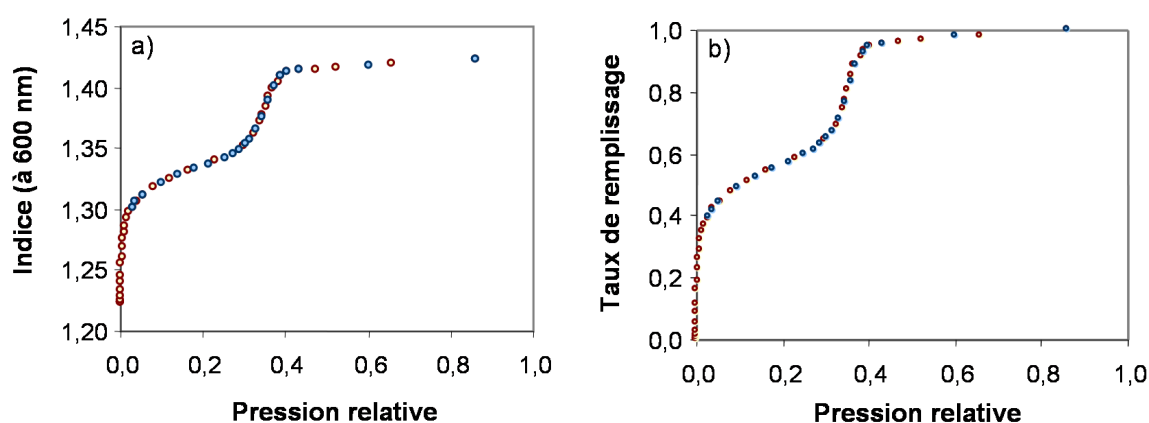 a)
Indice (à 600 nm)
1,45
1,40
1,35
1,30
1,25
1,20
0,0 0,2 0,4 0,6 0,8 1,0
Pression relative
b)
Taux de remplissage
1,0
0,8
0,6
0,4
0,2
0,0
0,0 0,2 0,4 0,6 0,8 1,0
Pression relative